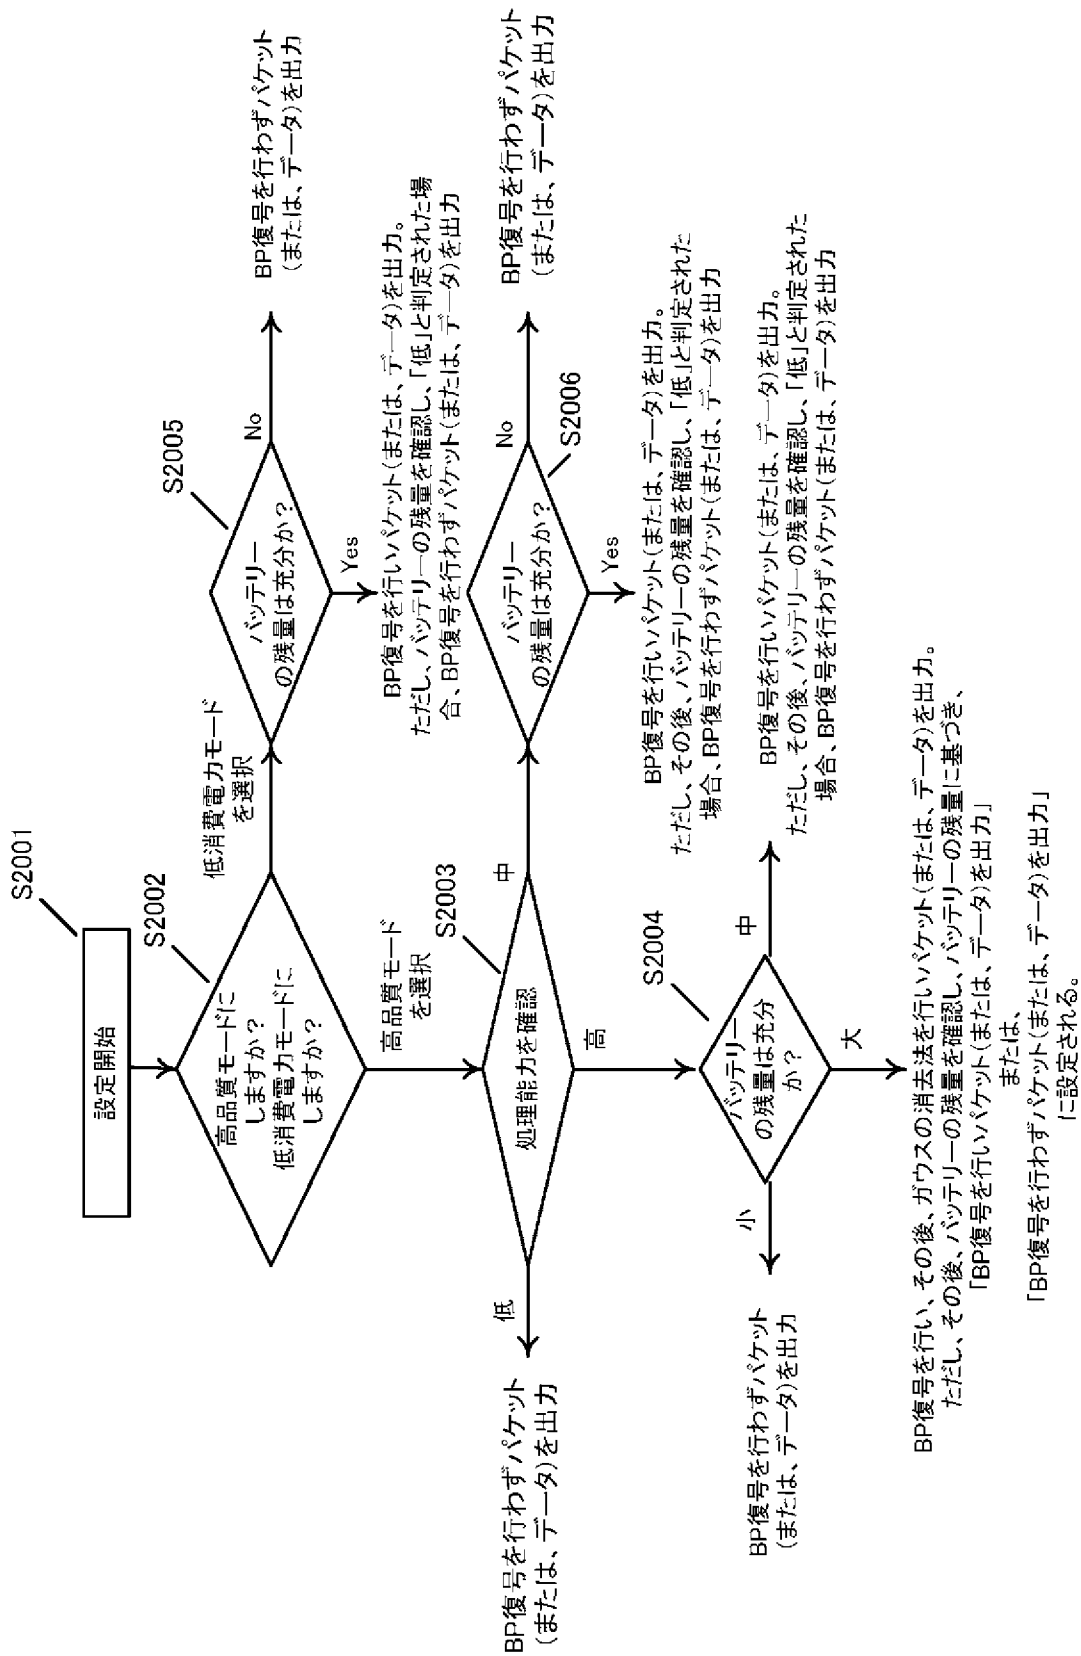 S2001
設定開始
S2002
高品質モードに
しますか?
低消費電力モードに
しますか?
低消費電力モード
を選択
S2005
バッテリー
の残量は充分か?
No
BP復号を行わずパケット
(または、データ)を出力
Yes
BP復号を行いパケット(または、データ)を出力。
ただし、バッテリーの残量を確認し、「低」と判定された場
合、BP復号を行わずパケット(または、データ)を出力
高品質モード
を選択
S2003
処理能力を確認
低
BP復号を行わずパケット
(または、データ)を出力
中
バッテリー
の残量は充分か?
S2006
No
BP復号を行わずパケット
(または、データ)を出力
Yes
BP復号を行いパケット(または、データ)を出力。
ただし、その後、バッテリーの残量を確認し、「低」と判定された
場合、BP復号を行わずパケット(または、データ)を出力
高
S2004
バッテリー
の残量は充分
か?
小
BP復号を行わずパケット
(または、データ)を出力
中
BP復号を行いパケット(または、データ)を出力。
ただし、その後、バッテリーの残量を確認し、「低」と判定された
場合、BP復号を行わずパケット(または、データ)を出力
大
BP復号を行い、その後、ガウスの消去法を行いパケット(または、データ)を出力。
ただし、その後、バッテリーの残量を確認し、バッテリーの残量に基づき、
「BP復号を行いパケット(または、データ)を出力」
または、
「BP復号を行わずパケット(または、データ)を出力」
に設定される。